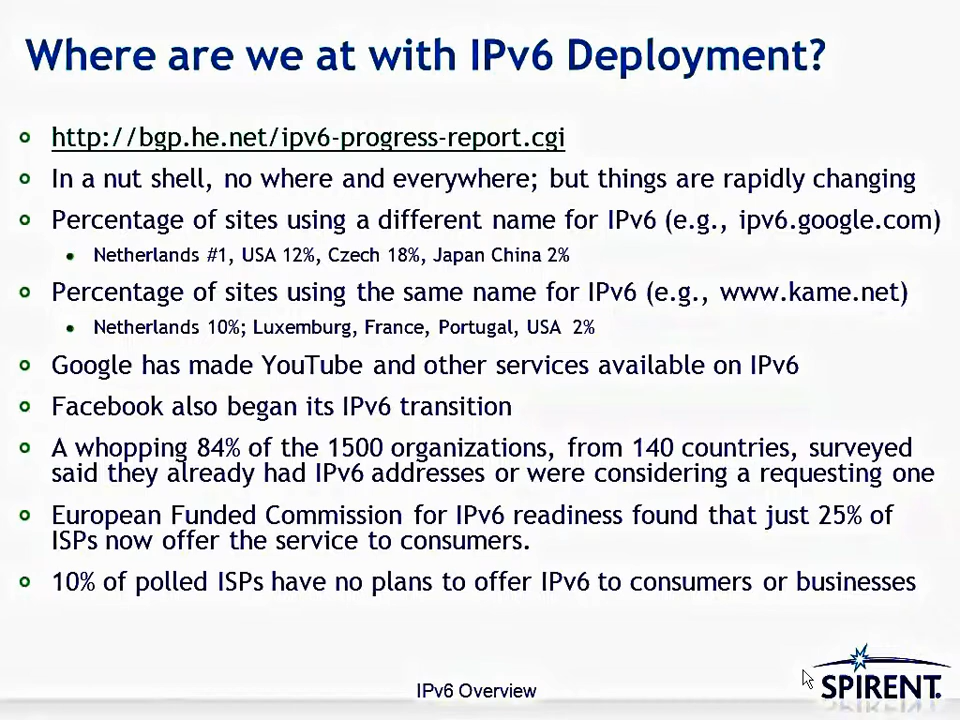 Where are we at with IPv6 Deployment?
http://bgp.he.net/ipv6-progress-report.cgi
In a nut shell, no where and everywhere; but things are rapidly changing
Percentage of sites using a different name for IPv6 (e.g., ipv6.google.com)
Netherlands #1, USA 12%, Czech 18%, Japan China 2%
Percentage of sites using the same name for IPv6 (e.g., www.kame.net)
Netherlands 10%; Luxemburg, France, Portugal, USA 2%
Google has made YouTube and other services available on IPv6
Facebook also began its IPv6 transition
A whopping 84% of the 1500 organizations, from 140 countries, surveyed
said they already had IPv6 addresses or were considering a requesting one
European Funded Commission for IPv6 readiness found that just 25% of
ISPs now offer the service to consumers.
10% of polled ISPs have no plans to offer IPv6 to consumers or businesses
IPv6 Overview
SPIRENT